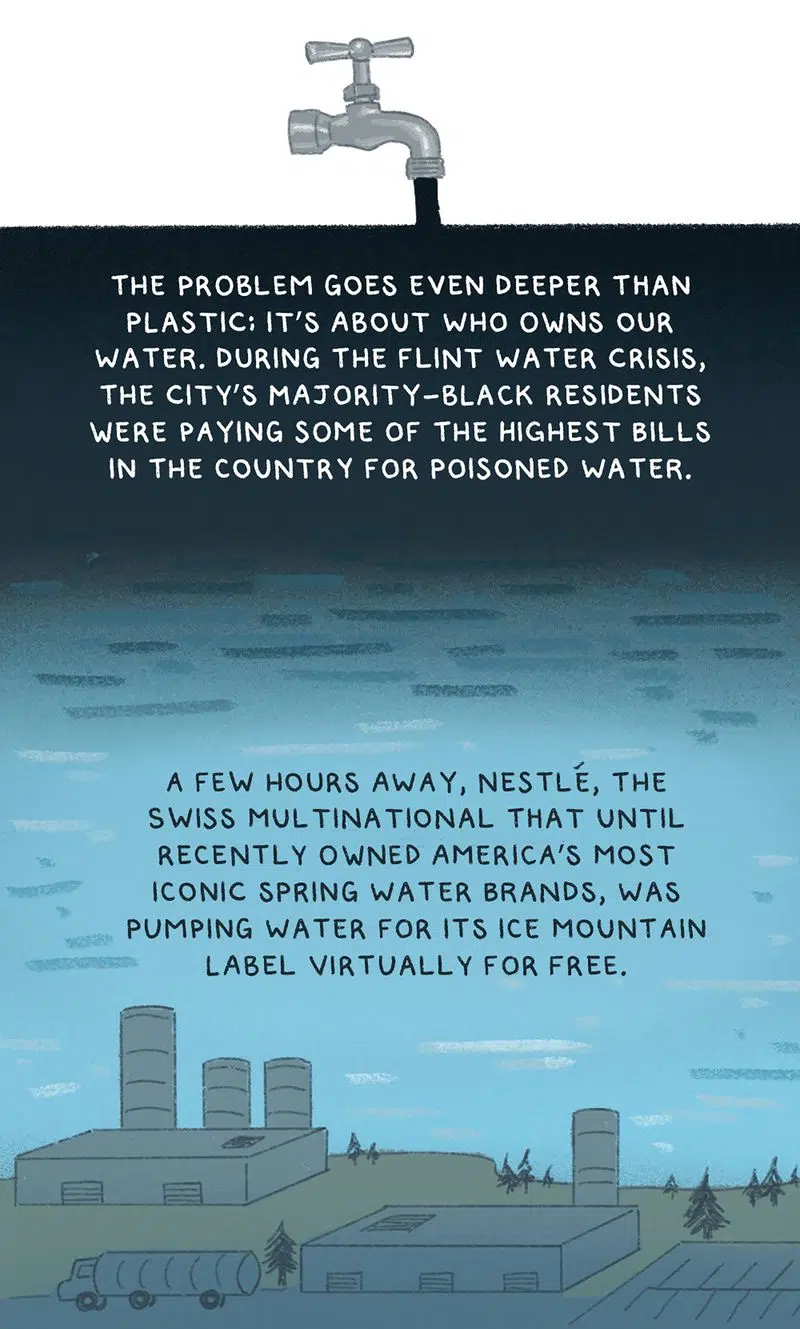 THE PROBLEM GOES EVEN DEEPER THAN
PLASTIC; IT'S ABOUT WHO OWNS OUR
WATER. DURING THE FLINT WATER CRISIS,
THE CITY'S MAJORITY-BLACK RESIDENTS
WERE PAYING SOME OF THE HIGHEST BILLS
IN THE COUNTRY FOR POISONED WATER.
A FEW HOURS AWAY, NESTLÉ, THE
SWISS MULTINATIONAL THAT UNTIL
RECENTLY OWNED AMERICA'S MOST
ICONIC SPRING WATER BRANDS, WAS
PUMPING WATER FOR ITS ICE MOUNTAIN
LABEL VIRTUALLY FOR FREE.